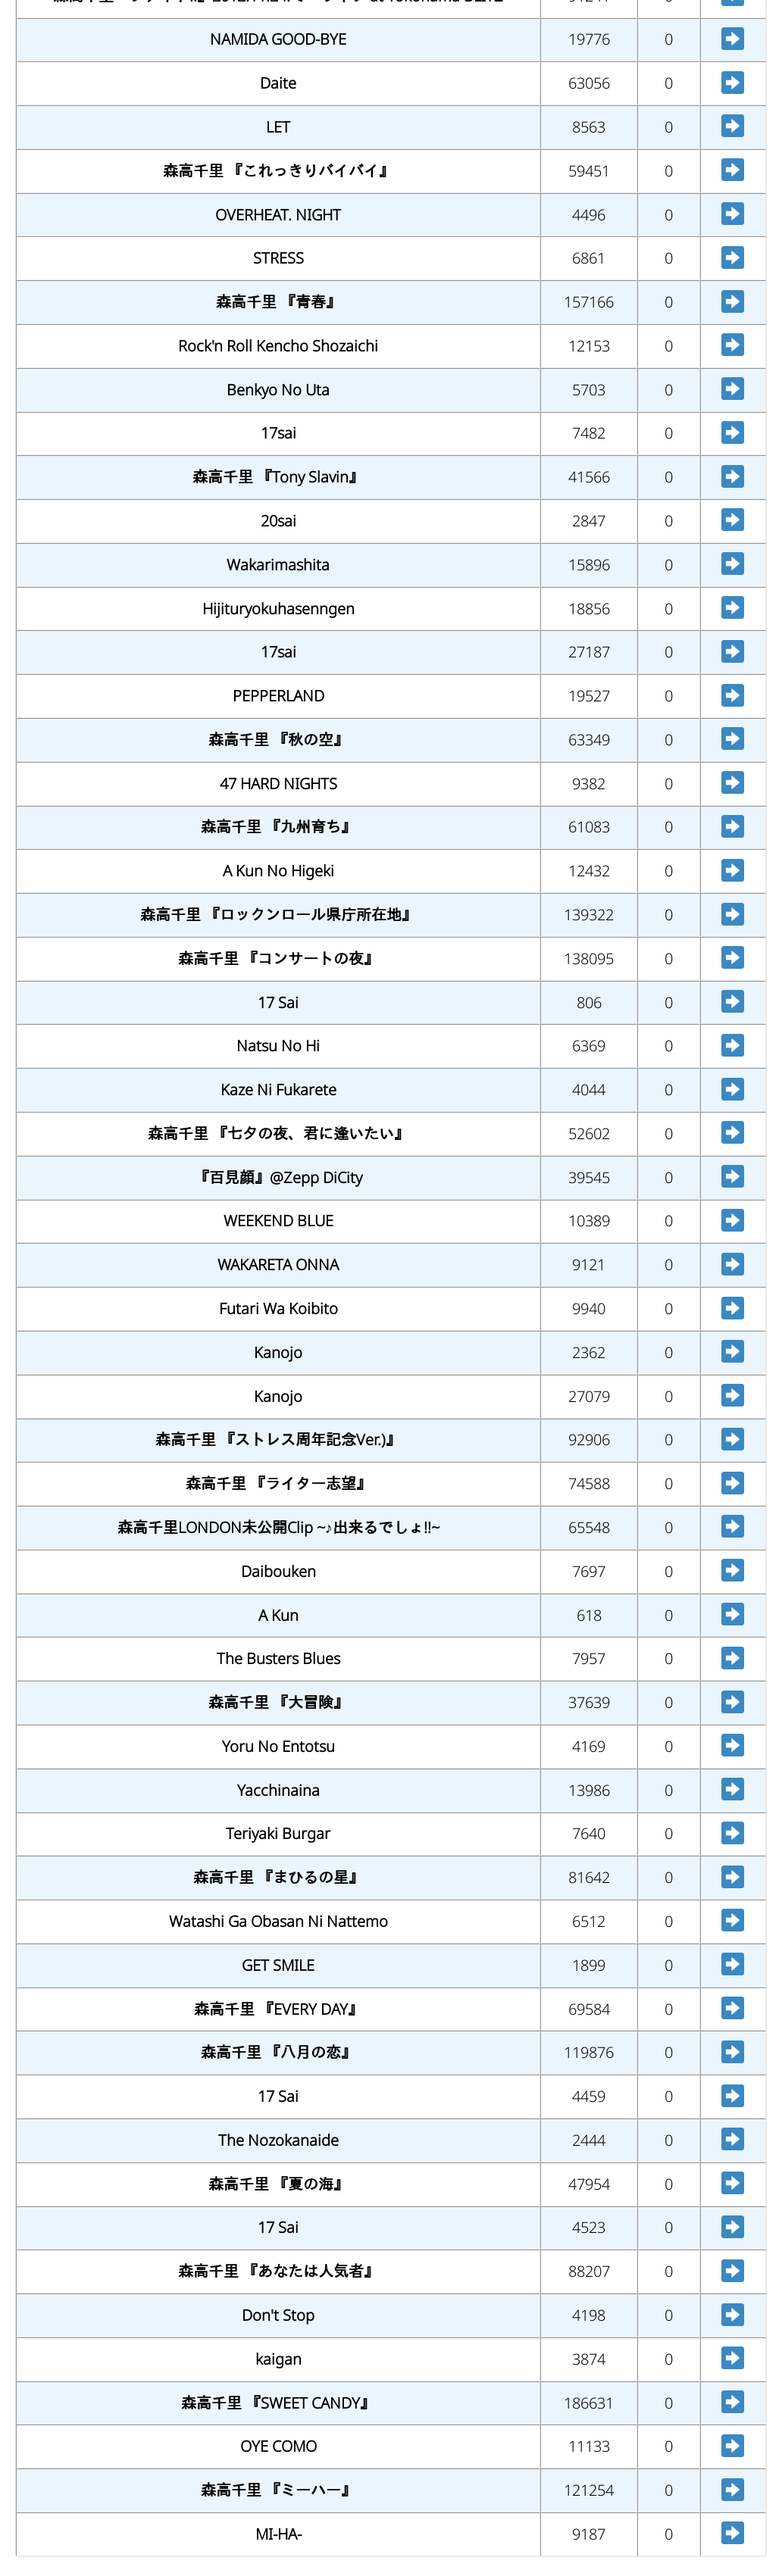 NAMIDA GOOD-BYE 19776 0
Daite 63056 0
LET 8563 0
森高千里 『これっきりバイバイ』 59451 0
OVERHEAT. NIGHT 4496 0
STRESS 6861 0
森高千里 『青春』 157166 0
Rock'n Roll Kencho Shozaichi 12153 0
Benkyo No Uta 5703 0
17sai 7482 0
森高千里 『Tony Slavin』 41566 0
20sai 2847 0
Wakarimashita 15896 0
Hijituryokuhasenngen 18856 0
17sai 27187 0
PEPPERLAND 19527 0
森高千里 『秋の空』 63349 0
47 HARD NIGHTS 9382 0
森高千里 『九州育ち』 61083 0
A Kun No Higeki 12432 0
森高千里 『ロックンロール県庁所在地』 139322 0
森高千里 『コンサートの夜』 138095 0
17 Sai 806 0
Natsu No Hi 6369 0
Kaze Ni Fukarete 4044 0
森高千里 『七夕の夜、君に逢いたい』 52602 0
『百見顔』@Zepp DiCity 39545 0
WEEKEND BLUE 10389 0
WAKARETA ONNA 9121 0
Futari Wa Koibito 9940 0
Kanojo 2362 0
Kanojo 27079 0
森高千里 『ストレス周年記念Ver.)』 92906 0
森高千里 『ライター志望』 74588 0
森高千里LONDON未公開Clip ~♪出来るでしょ!!~ 65548 0
Daibouken 7697 0
A Kun 618 0
The Busters Blues 7957 0
森高千里 『大冒険』 37639 0
Yoru No Entotsu 4169 0
Yacchinaina 13986 0
Teriyaki Burgar 7640 0
森高千里 『まひるの星』 81642 0
Watashi Ga Obasan Ni Nattemo 6512 0
GET SMILE 1899 0
森高千里 『EVERY DAY』 69584 0
森高千里 『八月の恋』 119876 0
17 Sai 4459 0
The Nozokanaide 2444 0
森高千里 『夏の海』 47954 0
17 Sai 4523 0
森高千里 『あなたは人気者』 88207 0
Don't Stop 4198 0
kaigan 3874 0
森高千里 『SWEET CANDY』 186631 0
OYE COMO 11133 0
森高千里 『ミーハー』 121254 0
MI-HA- 9187 0